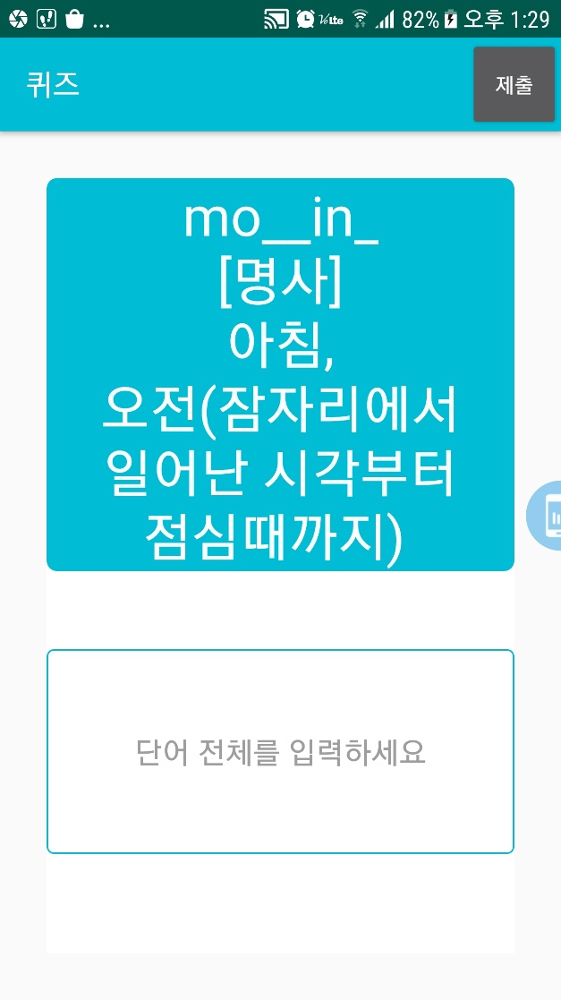 ... VoLTE 82% 오후 1:29
퀴즈
제출
mo__in_
[명사]
아침,
오전(잠자리에서
일어난 시각부터
점심때까지)
단어 전체를 입력하세요